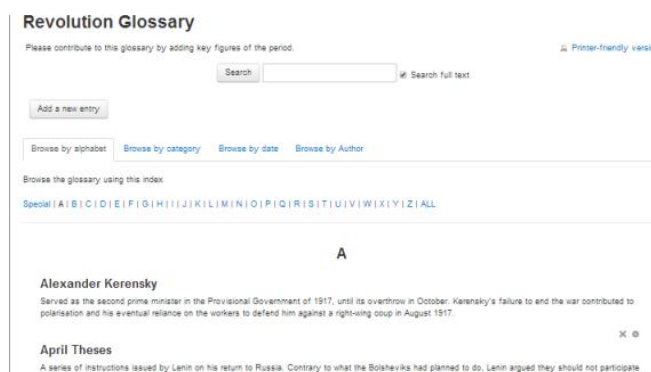 Revolution Glossary
Please contribute to this glossary by adding key figures of the period.
Printer-friendly versi
Search
Search full text
Add a new entry
Browse by alphabet Browse by category Browse by date Browse by Author
Browse the glossary using this index
Special | A | B | C | D | E | F | G | H | I | J | K | L | M | N | O | P | Q | R | S | T | U | V | W | X | Y | Z | ALL
A
Alexander Kerensky
Served as the second prime minister in the Provisional Government of 1917, until its overthrow in October. Kerensky's failure to end the war contributed to
polarisation and his eventual reliance on the workers to defend him against a right-wing coup in August 1917.
April Theses
A series of instructions issued by Lenin on his return to Russia. Contrary to what the Bolsheviks had planned to do, Lenin argued they should not participate